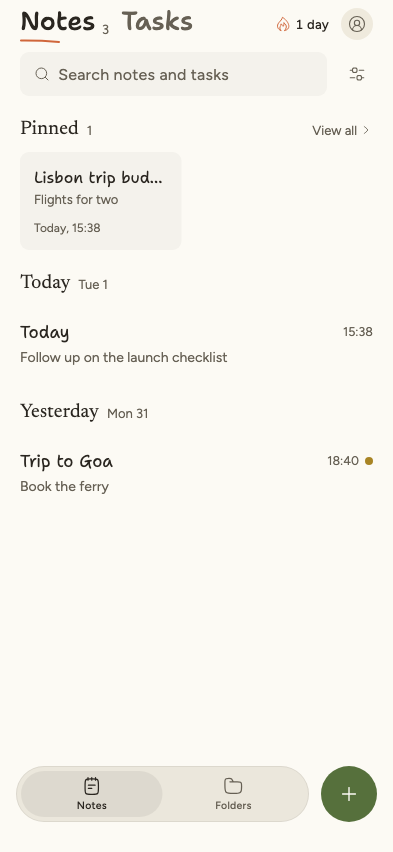 Notes 3 Tasks 1 day
Search notes and tasks
Pinned 1 View all
Lisbon trip bud...
Flights for two
Today, 15:38
Today Tue 1
Today 15:38
Follow up on the launch checklist
Yesterday Mon 31
Trip to Goa 18:40
Book the ferry
Notes Folders